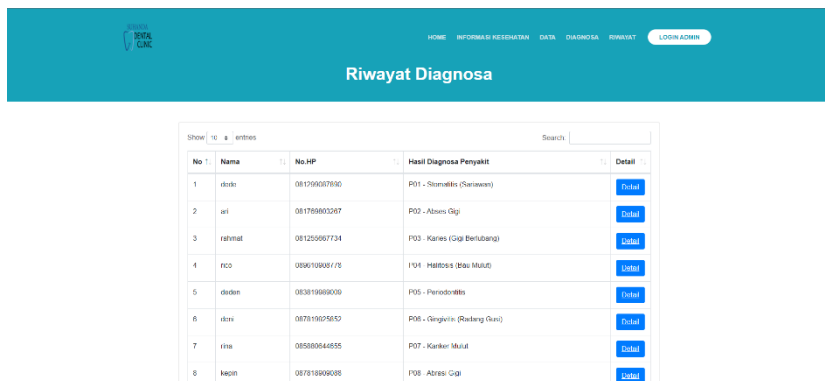 DENTAL
CLINIC
HOME INFORMASI KESEHATAN DATA DIAGNOSA RIWAYAT LOGIN ADMIN
Riwayat Diagnosa
Show 10 entries Search:
No Nama No.HP Hasil Diagnosa Penyakit Detail
1 dodo 081299087890 P01 - Stomatitis (Sariawan) Detail
2 ari 081769803267 P02 - Abses Gigi Detail
3 rahmat 081255667734 P03 - Karies (Gigi Berlubang) Detail
4 rico 089610908778 P04 - Halitosis (Bau Mulut) Detail
5 deden 083819989009 P05 - Periodontitis Detail
6 doni 087819925852 P06 - Gingivitis (Radang Gusi) Detail
7 rina 085880644655 P07 - Kanker Mulut Detail
8 kepin 087818909088 P08 - Abrasi Gigi Detail